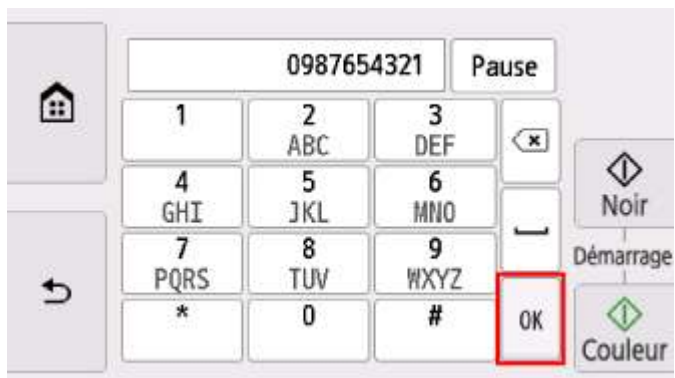 0987654321 Pause
1 2 3
ABC DEF
4 5 6
GHI JKL MNO
Noir
7 8 9
PQRS TUV WXYZ
Démarrage
* 0 # OK
Couleur